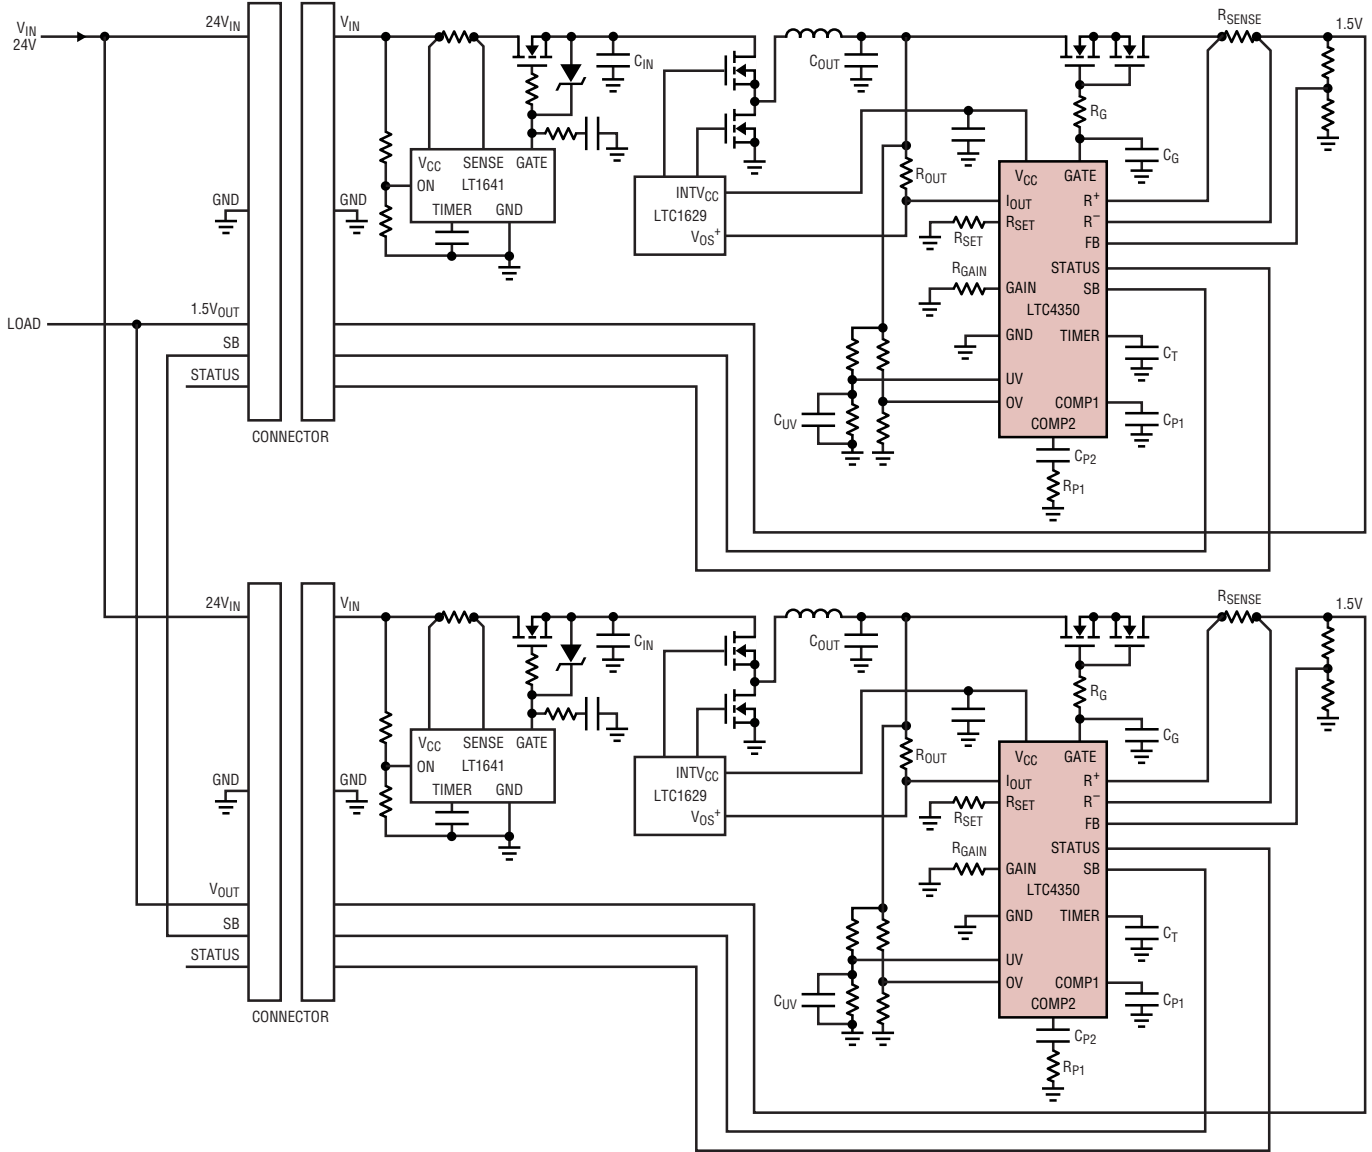 VIN
24V
24VIN
VIN
RSENSE
1.5V
CIN
COUT
RG
CG
VCC SENSE GATE
ON LT1641
TIMER GND
GND
GND
INTVCC
LTC1629
VOS+
ROUT
VCC GATE
IOUT R+
RSET R−
RSET
FB
STATUS
RGAIN
GAIN SB
LTC4350
GND TIMER
CT
UV
OV COMP1
COMP2
CUV
CP1
CP2
RP1
1.5VOUT
LOAD
SB
STATUS
CONNECTOR
24VIN
VIN
RSENSE
1.5V
CIN
COUT
RG
CG
VCC SENSE GATE
ON LT1641
TIMER GND
GND
GND
INTVCC
LTC1629
VOS+
ROUT
VCC GATE
IOUT R+
RSET R−
RSET
FB
STATUS
RGAIN
GAIN SB
LTC4350
GND TIMER
CT
UV
OV COMP1
COMP2
CUV
CP1
CP2
RP1
VOUT
SB
STATUS
CONNECTOR